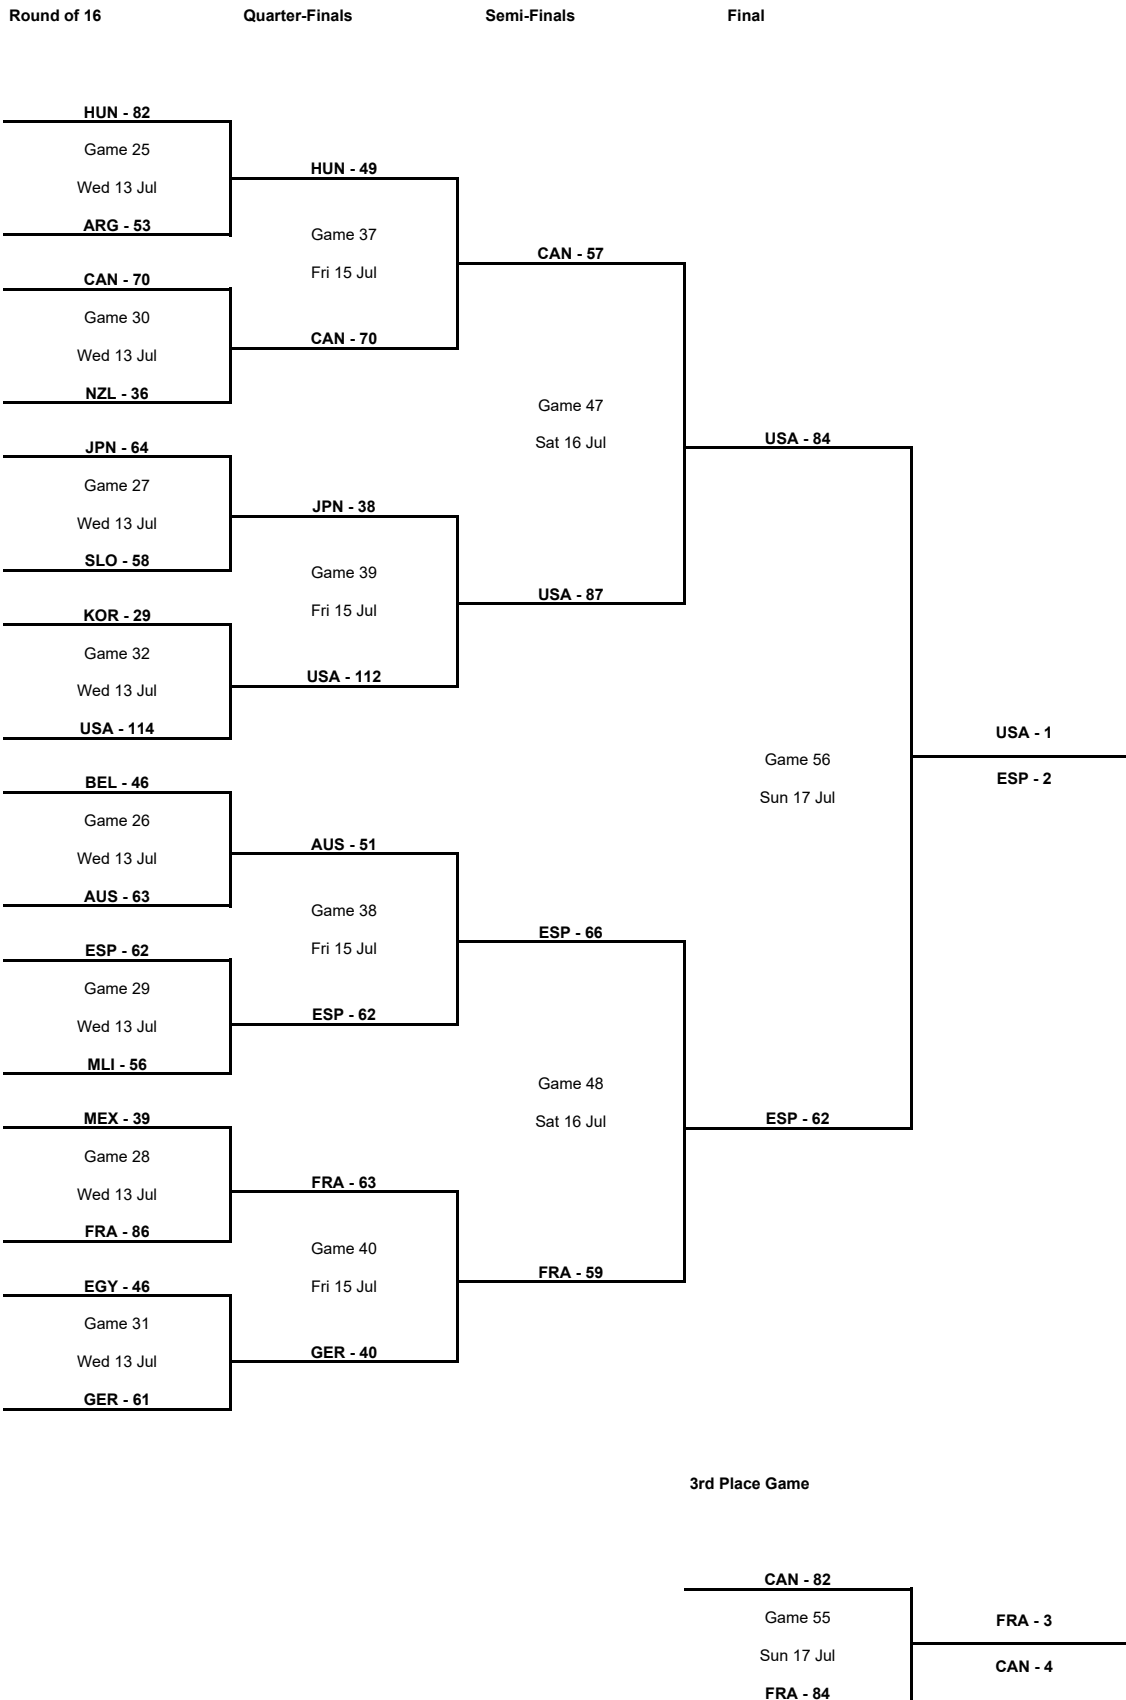 Round of 16 Quarter-Finals Semi-Finals Final
HUN - 82
Game 25
Wed 13 Jul
ARG - 53
CAN - 70
Game 30
Wed 13 Jul
NZL - 36
JPN - 64
Game 27
Wed 13 Jul
SLO - 58
KOR - 29
Game 32
Wed 13 Jul
USA - 114
BEL - 46
Game 26
Wed 13 Jul
AUS - 63
ESP - 62
Game 29
Wed 13 Jul
MLI - 56
MEX - 39
Game 28
Wed 13 Jul
FRA - 86
EGY - 46
Game 31
Wed 13 Jul
GER - 61
HUN - 49
Game 37
Fri 15 Jul
CAN - 70
JPN - 38
Game 39
Fri 15 Jul
USA - 112
AUS - 51
Game 38
Fri 15 Jul
ESP - 62
FRA - 63
Game 40
Fri 15 Jul
GER - 40
CAN - 57
Game 47
Sat 16 Jul
USA - 87
ESP - 66
Game 48
Sat 16 Jul
FRA - 59
USA - 84
Game 56
Sun 17 Jul
ESP - 62
USA - 1
ESP - 2
3rd Place Game
CAN - 82
Game 55
Sun 17 Jul
FRA - 84
FRA - 3
CAN - 4